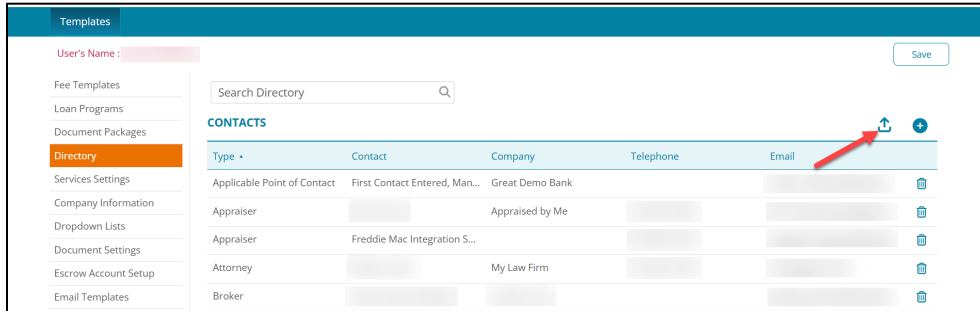 Templates
User's Name :
Save
Fee Templates
Loan Programs
Document Packages
Directory
Services Settings
Company Information
Dropdown Lists
Document Settings
Escrow Account Setup
Email Templates
Search Directory
CONTACTS
Type Contact Company Telephone Email
Applicable Point of Contact First Contact Entered, Man... Great Demo Bank
Appraiser Appraised by Me
Appraiser Freddie Mac Integration S...
Attorney My Law Firm
Broker